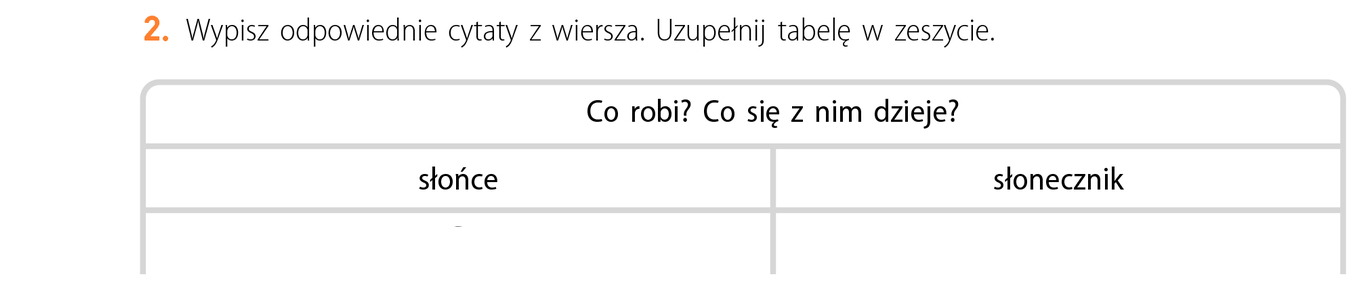 2. Wypisz odpowiednie cytaty z wiersza. Uzupełnij tabelę w zeszycie.
Co robi? Co się z nim dzieje?
słońce
słonecznik